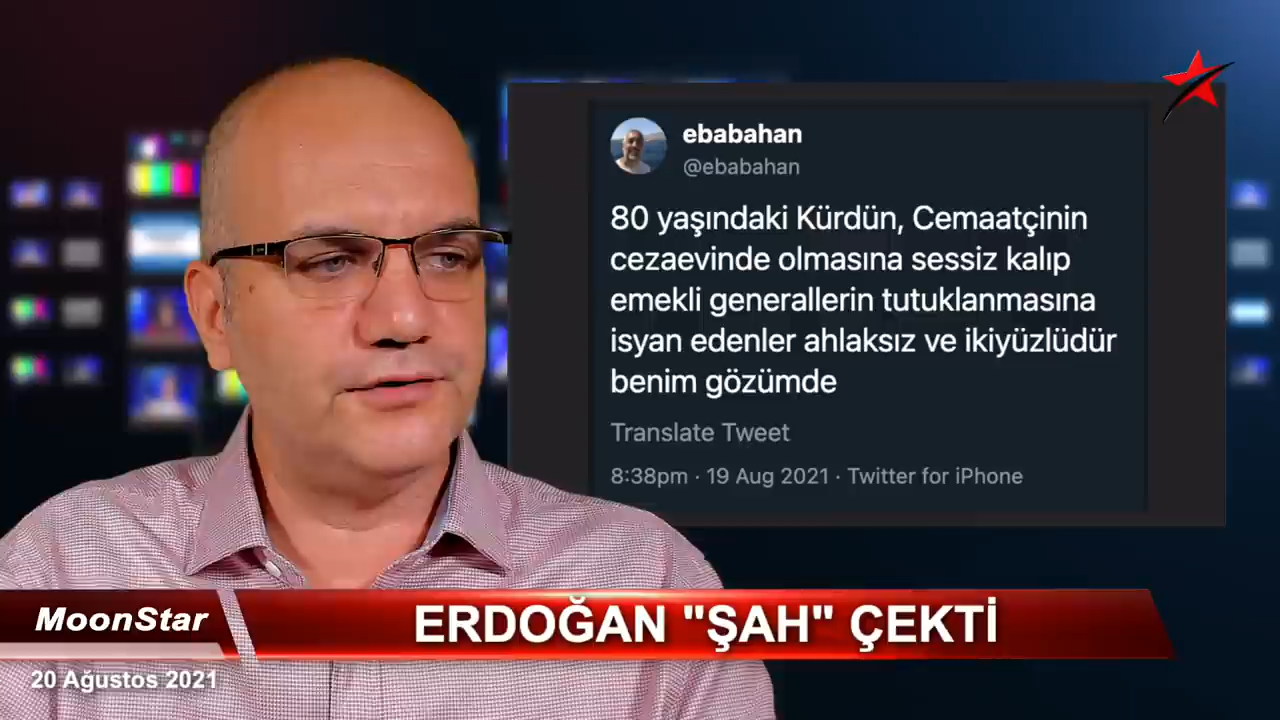 ebabahan
@ebabahan
80 yaşındaki Kürdün, Cemaatçinin
cezaevinde olmasına sessiz kalıp
emekli generallerin tutuklanmasına
isyan edenler ahlaksız ve ikiyüzlüdür
benim gözümde
Translate Tweet
8:38pm · 19 Aug 2021 · Twitter for iPhone
MoonStar
ERDOĞAN "ŞAH" ÇEKTİ
20 Ağustos 2021